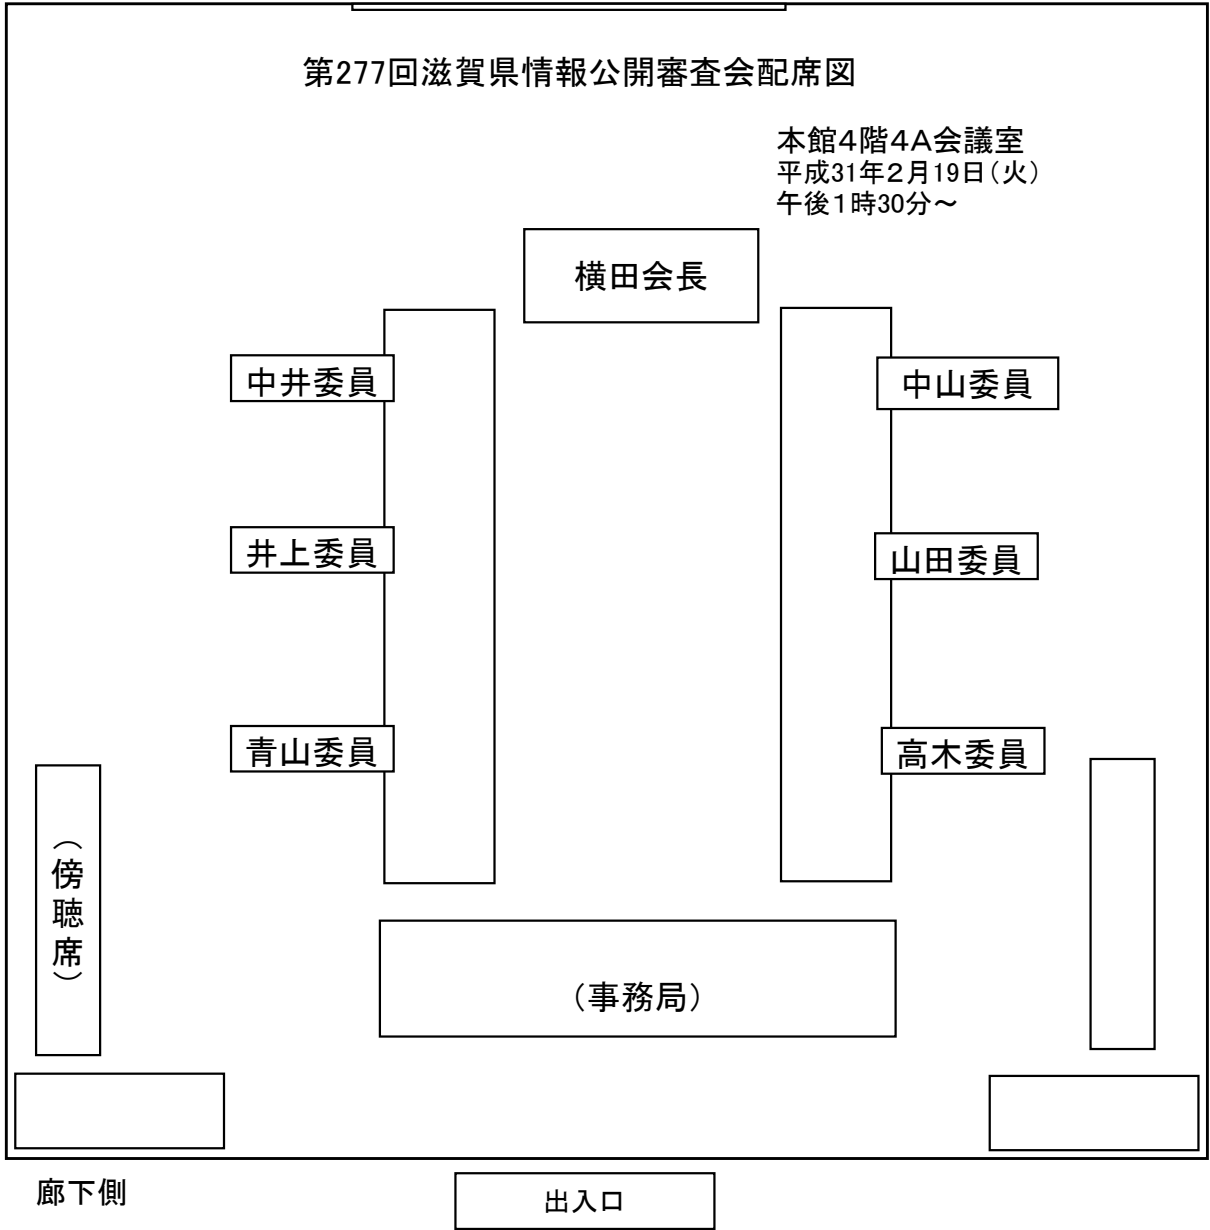 第277回滋賀県情報公開審査会配席図
本館4階4A会議室
平成31年２月19日（火）
午後１時30分～
横田会長
中井委員
中山委員
井上委員
山田委員
青山委員
高木委員
（傍聴席）
（事務局）
廊下側
出入口